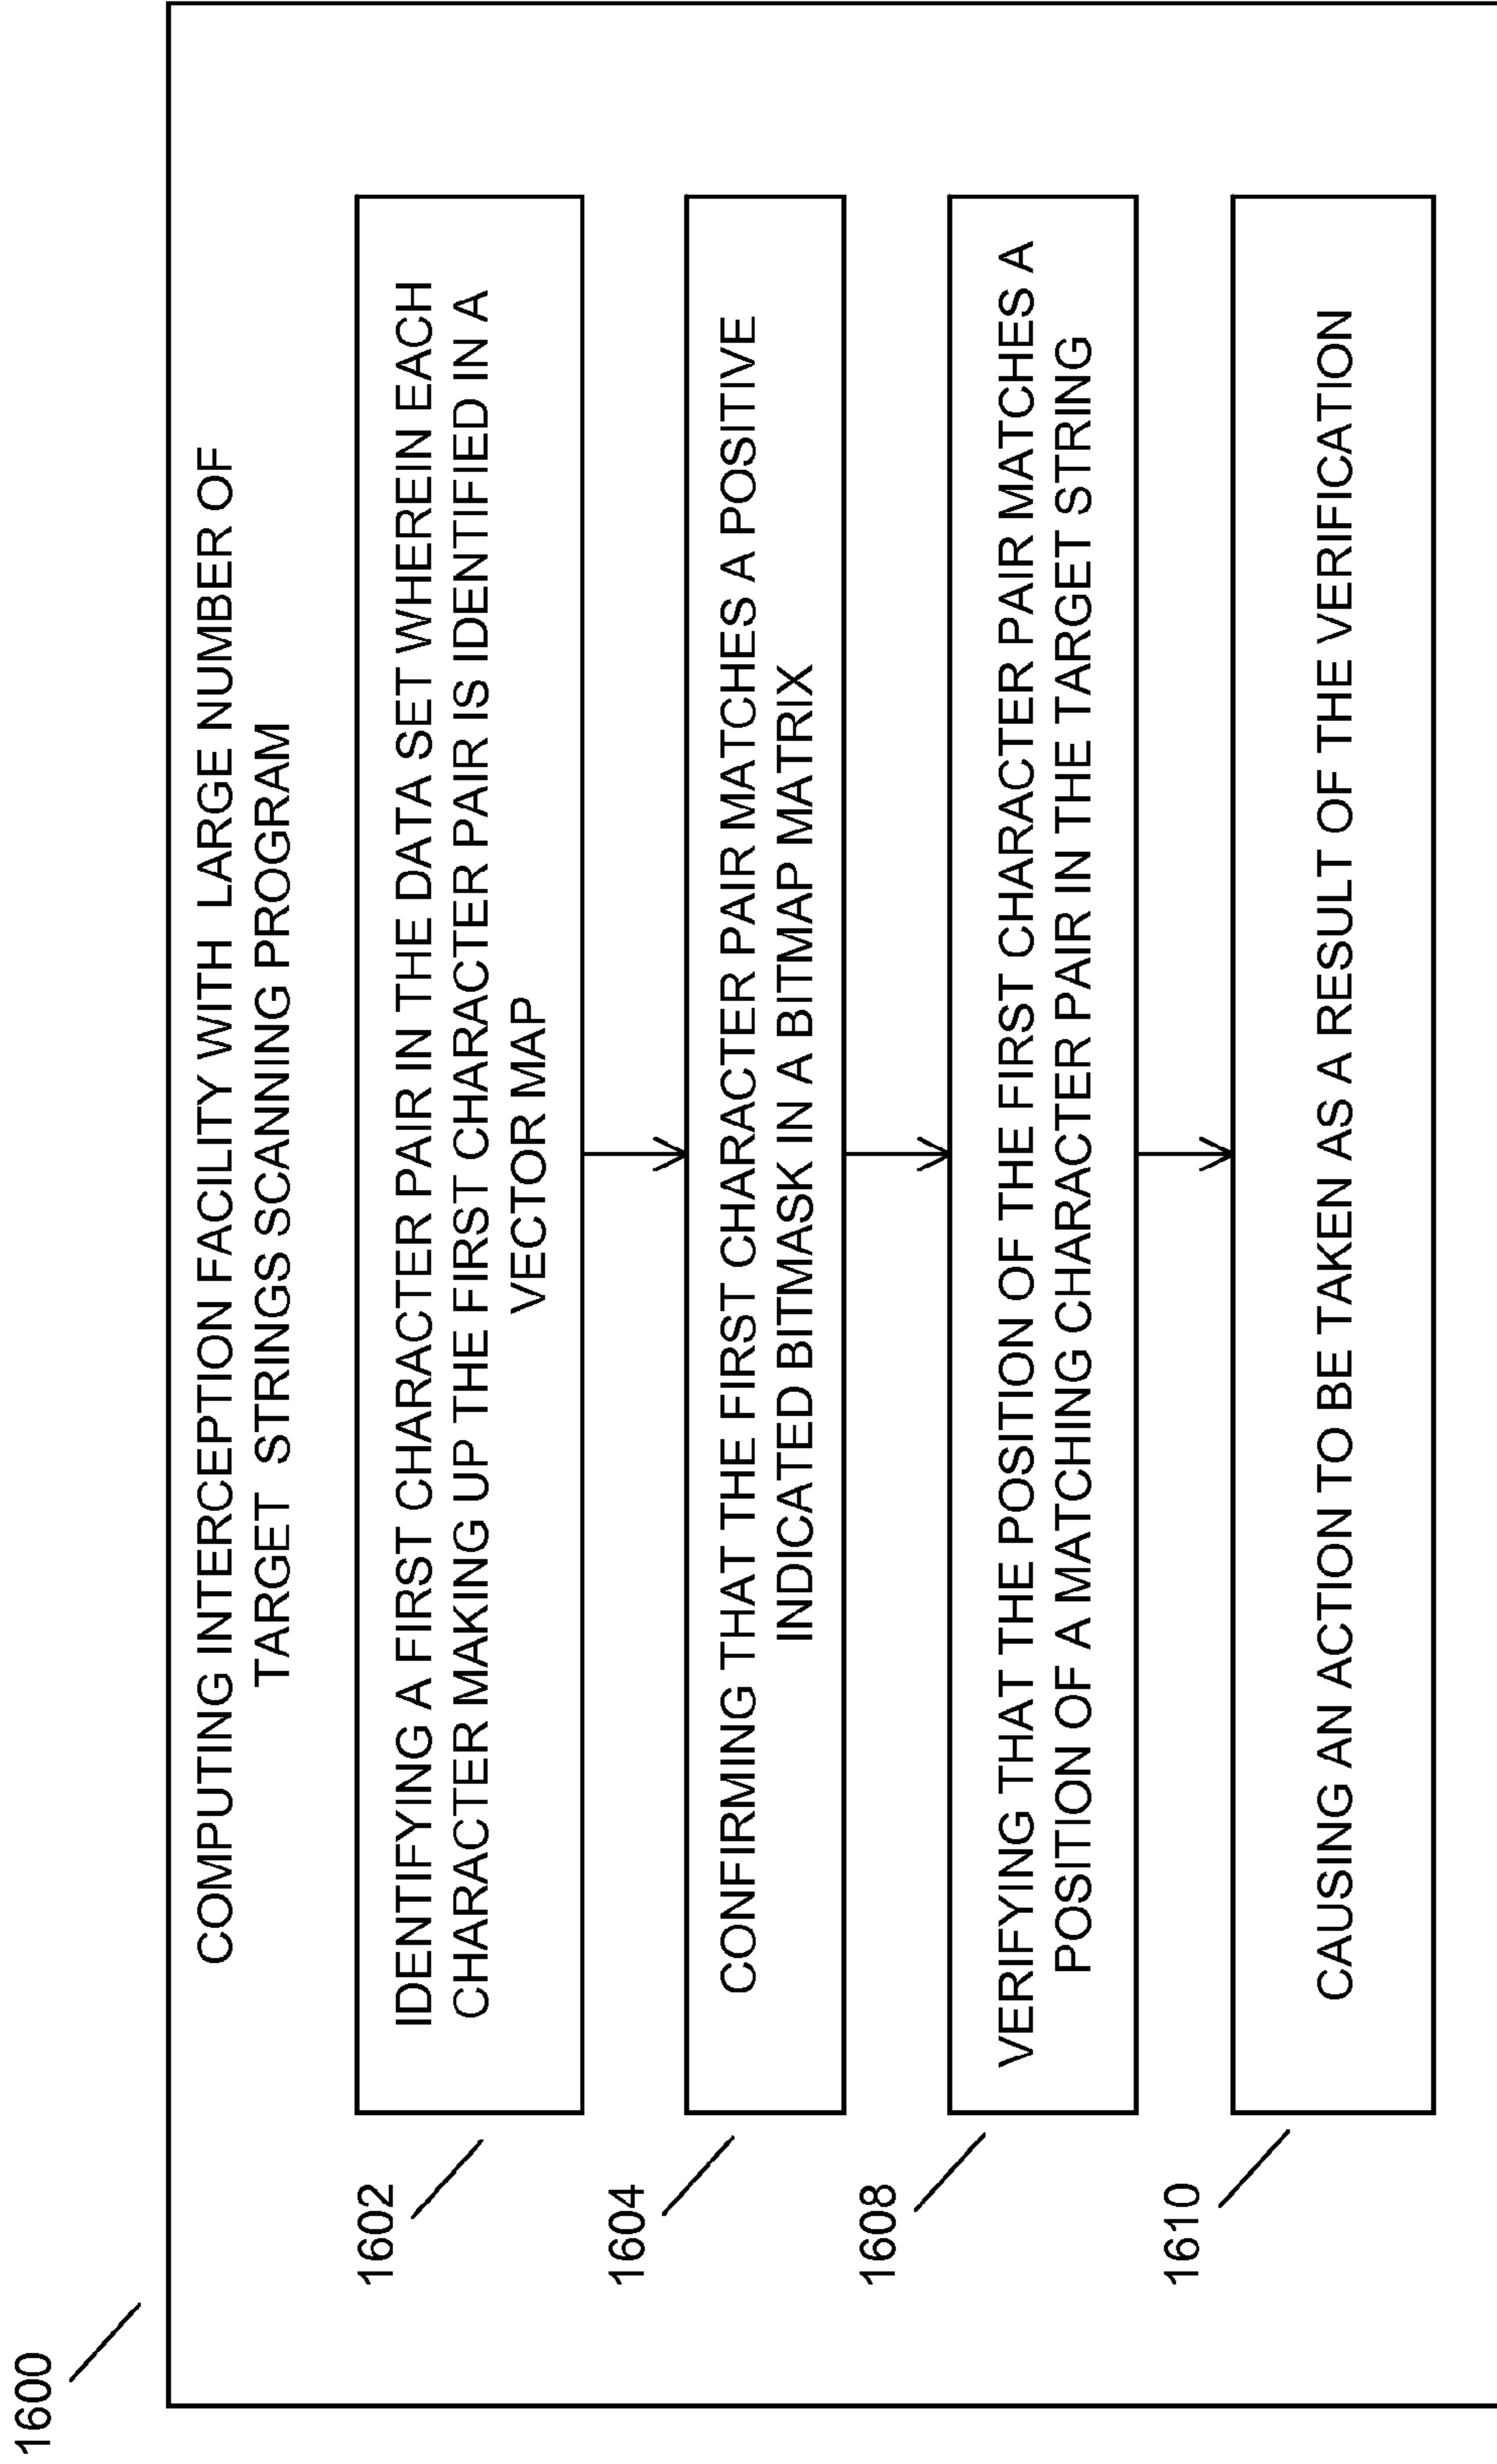 1600
COMPUTING INTERCEPTION FACILITY WITH LARGE NUMBER OF
TARGET STRINGS SCANNING PROGRAM
1602
IDENTIFYING A FIRST CHARACTER PAIR IN THE DATA SET WHEREIN EACH
CHARACTER MAKING UP THE FIRST CHARACTER PAIR IS IDENTIFIED IN A
VECTOR MAP
1604
CONFIRMING THAT THE FIRST CHARACTER PAIR MATCHES A POSITIVE
INDICATED BITMASK IN A BITMAP MATRIX
1608
VERIFYING THAT THE POSITION OF THE FIRST CHARACTER PAIR MATCHES A
POSITION OF A MATCHING CHARACTER PAIR IN THE TARGET STRING
1610
CAUSING AN ACTION TO BE TAKEN AS A RESULT OF THE VERIFICATION